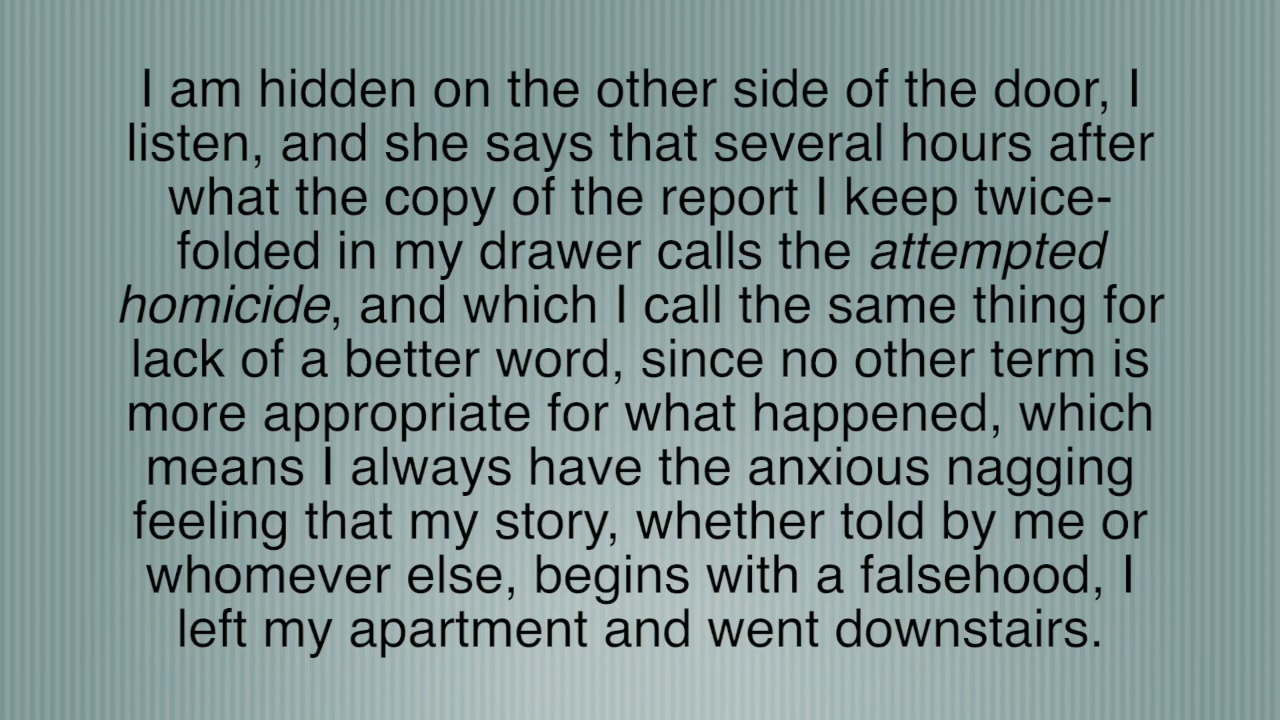 I am hidden on the other side of the door, I
listen, and she says that several hours after
what the copy of the report I keep twice-
folded in my drawer calls the attempted
homicide, and which I call the same thing for
lack of a better word, since no other term is
more appropriate for what happened, which
means I always have the anxious nagging
feeling that my story, whether told by me or
whomever else, begins with a falsehood, I
left my apartment and went downstairs.